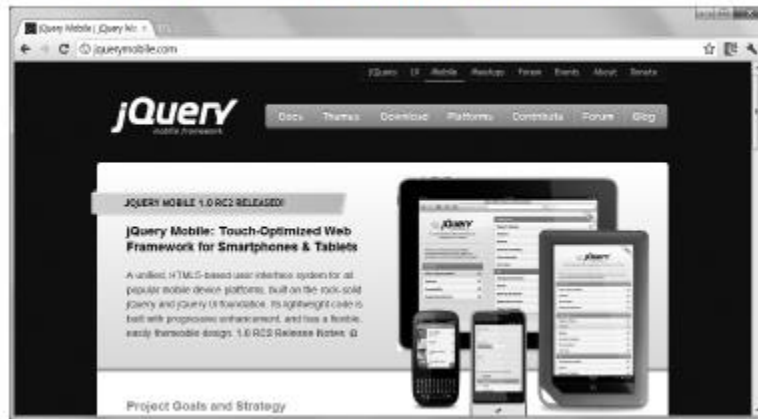 jQuery Mobile | jQuery Mo
jquerymobile.com
jQuery UI Mobile Meetups Forum Events About Donate
jQuery
mobile framework
Docs Themes Download Platforms Contribute Forum Blog
JQUERY MOBILE 1.0 RC2 RELEASED!
jQuery Mobile: Touch-Optimized Web
Framework for Smartphones & Tablets
A unified, HTML5-based user interface system for all
popular mobile device platforms, built on the rock-solid
jQuery and jQuery UI foundation. Its lightweight code is
built with progressive enhancement, and has a flexible,
easily themeable design. 1.0 RC2 Release Notes
jQuery
jQuery
Project Goals and Strategy